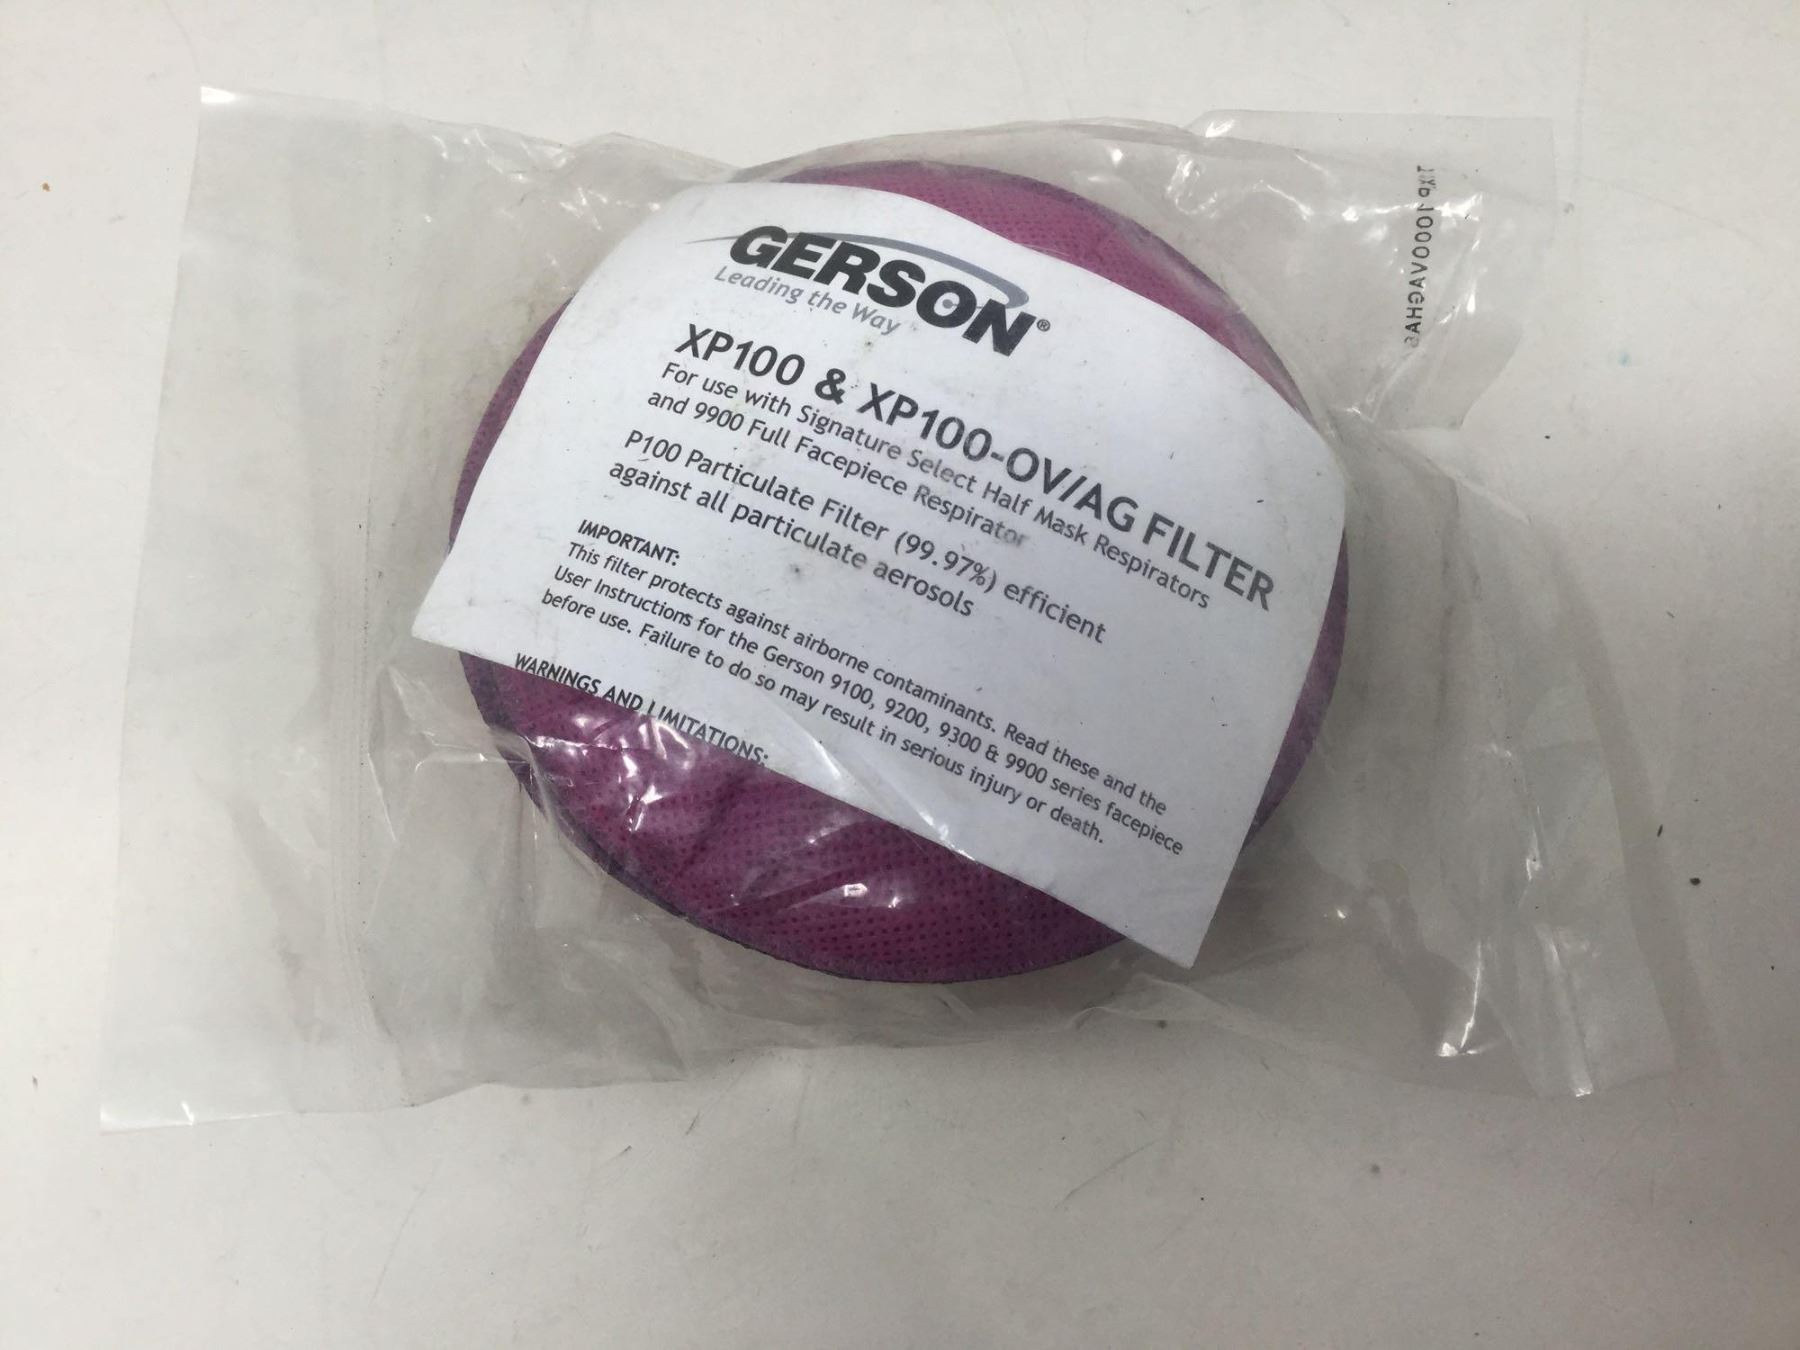 GERSON®
Leading the Way
XP100 & XP100-OV/AG FILTER
For use with Signature Select Half Mask Respirators
and 9900 Full Facepiece Respirator
P100 Particulate Filter (99.97%) efficient
against all particulate aerosols
IMPORTANT:
This filter protects against airborne contaminants. Read these and the
User Instructions for the Gerson 9100, 9200, 9300 & 9900 series facepiece
before use. Failure to do so may result in serious injury or death.
WARNINGS AND LIMITATIONS: